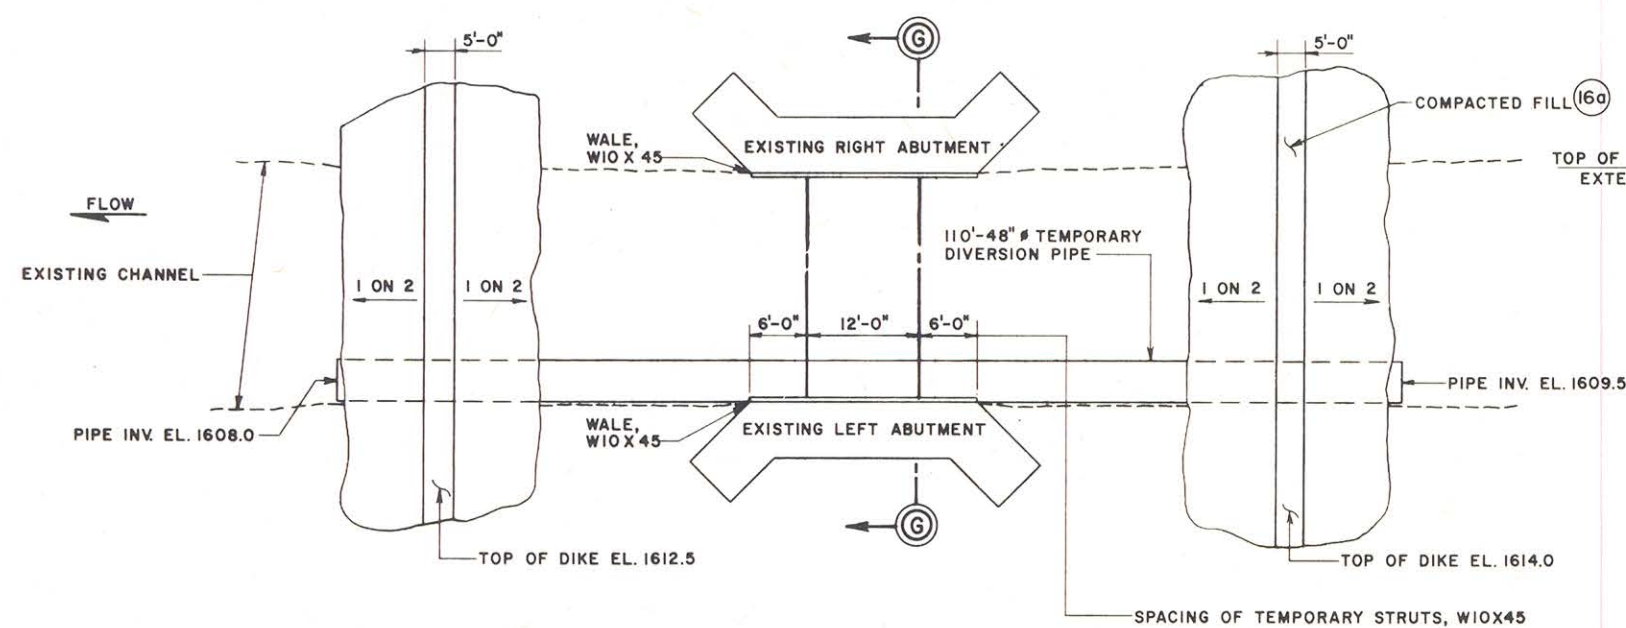 5'-0"
G
5'-0"
COMPACTED FILL 16a
WALE,
W10 X 45
EXISTING RIGHT ABUTMENT
TOP OF
EXTE
FLOW
110'-48" ø TEMPORARY
DIVERSION PIPE
EXISTING CHANNEL
1 ON 2
1 ON 2
1 ON 2
1 ON 2
6'-0"
12'-0"
6'-0"
PIPE INV. EL. 1609.5
PIPE INV. EL. 1608.0
WALE,
W10 X 45
EXISTING LEFT ABUTMENT
G
TOP OF DIKE EL. 1612.5
TOP OF DIKE EL. 1614.0
SPACING OF TEMPORARY STRUTS, W10X45